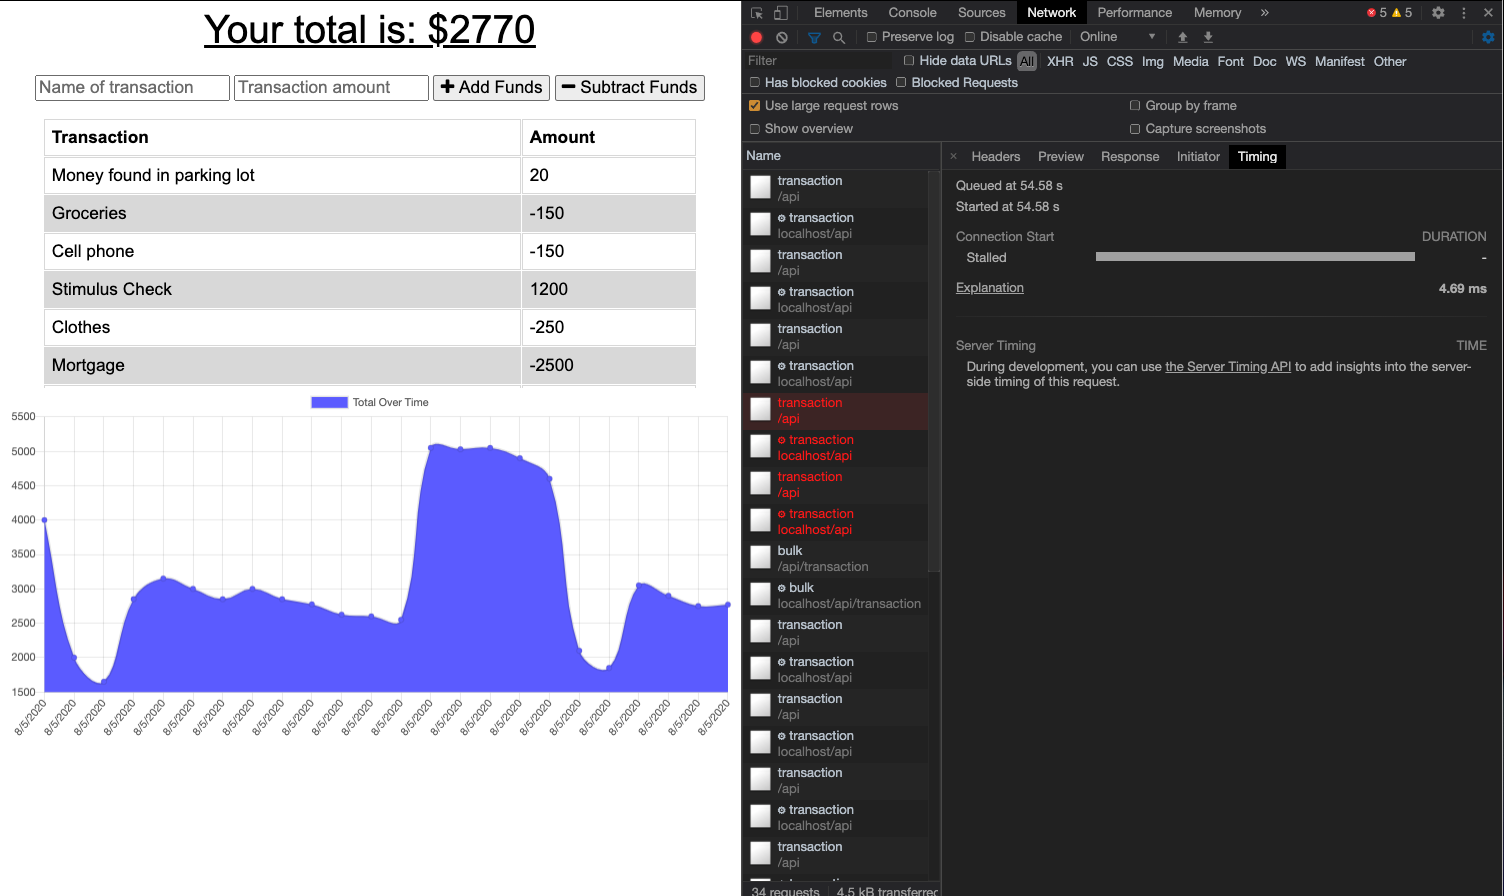 Your total is: $2770
Name of transaction
Transaction amount
Add Funds
Subtract Funds
Transaction Amount
Money found in parking lot 20
Groceries -150
Cell phone -150
Stimulus Check 1200
Clothes -250
Mortgage -2500
Total Over Time
5500
5000
4500
4000
3500
3000
2500
2000
1500
8/5/2020 8/5/2020 8/5/2020 8/5/2020 8/5/2020 8/5/2020 8/5/2020 8/5/2020 8/5/2020 8/5/2020 8/5/2020 8/5/2020 8/5/2020 8/5/2020 8/5/2020 8/5/2020 8/5/2020 8/5/2020 8/5/2020 8/5/2020 8/5/2020 8/5/2020 8/5/2020 8/5/2020
Elements Console Sources Network Performance Memory » 5 5
Preserve log Disable cache Online
Filter Hide data URLs All XHR JS CSS Img Media Font Doc WS Manifest Other
Has blocked cookies Blocked Requests
Use large request rows Group by frame
Show overview Capture screenshots
Name
transaction
/api
transaction
localhost/api
transaction
/api
transaction
localhost/api
transaction
/api
transaction
localhost/api
transaction
/api
transaction
localhost/api
transaction
/api
transaction
localhost/api
bulk
/api/transaction
bulk
localhost/api/transaction
transaction
/api
transaction
localhost/api
transaction
/api
transaction
localhost/api
transaction
/api
transaction
localhost/api
transaction
/api
34 requests 4.5 kB transferred
× Headers Preview Response Initiator Timing
Queued at 54.58 s
Started at 54.58 s
Connection Start DURATION
Stalled -
Explanation 4.69 ms
Server Timing TIME
During development, you can use the Server Timing API to add insights into the server-
side timing of this request.